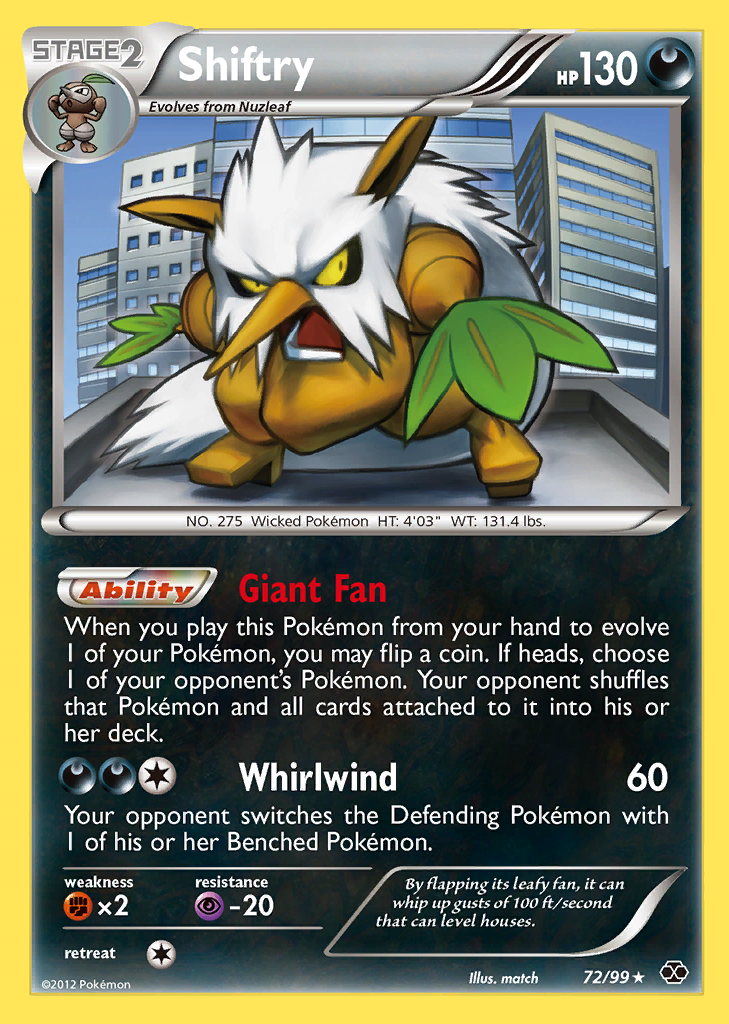 STAGE2
Shiftry
HP130
Evolves from Nuzleaf
NO. 275 Wicked Pokémon HT: 4'03" WT: 131.4 lbs.
Ability Giant Fan
When you play this Pokémon from your hand to evolve
1 of your Pokémon, you may flip a coin. If heads, choose
1 of your opponent's Pokémon. Your opponent shuffles
that Pokémon and all cards attached to it into his or
her deck.
Whirlwind 60
Your opponent switches the Defending Pokémon with
1 of his or her Benched Pokémon.
weakness
×2
resistance
-20
retreat
By flapping its leafy fan, it can
whip up gusts of 100 ft/second
that can level houses.
©2012 Pokémon
Illus. match
72/99★